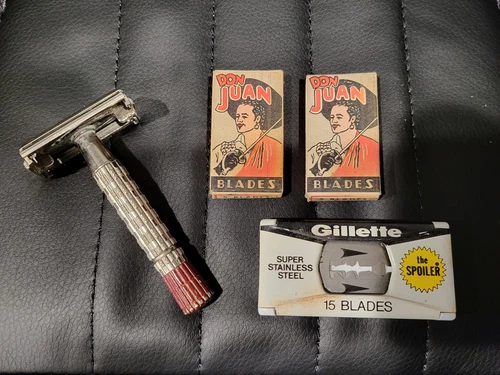 DON
JUAN
BLADES
DON
JUAN
BLADES
Gillette
SUPER
STAINLESS
STEEL
the
SPOILER
15 BLADES